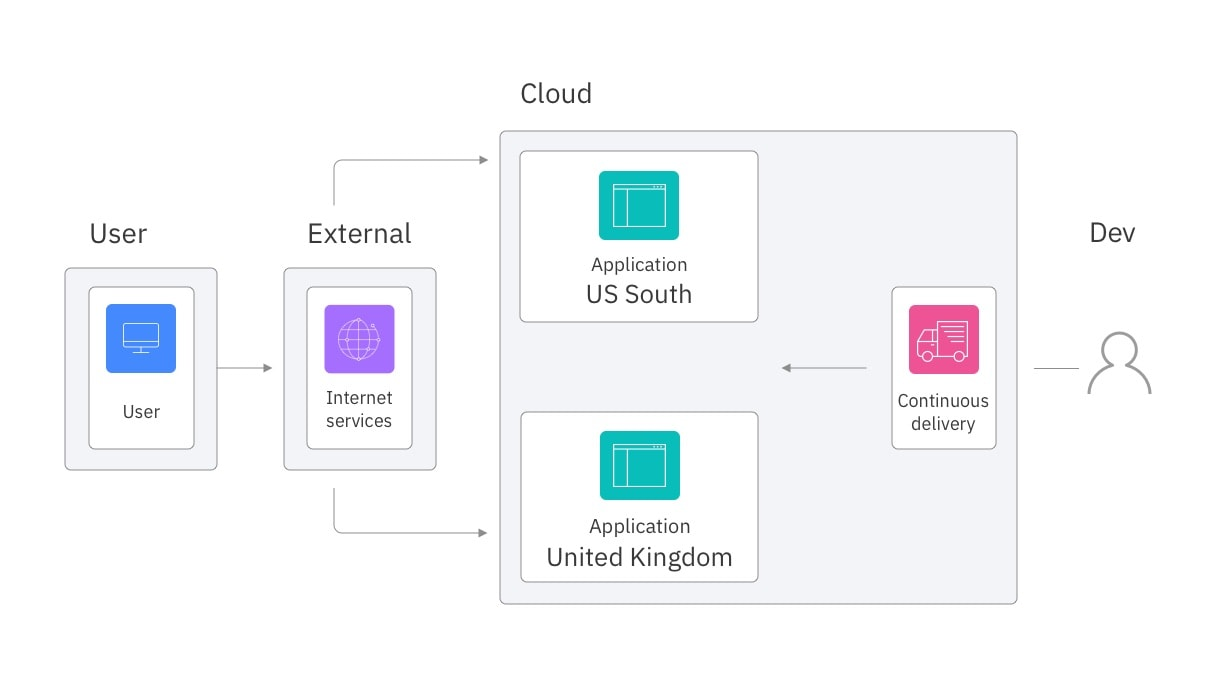 Cloud
User
External
Dev
User
Internet
services
Application
US South
Application
United Kingdom
Continuous
delivery